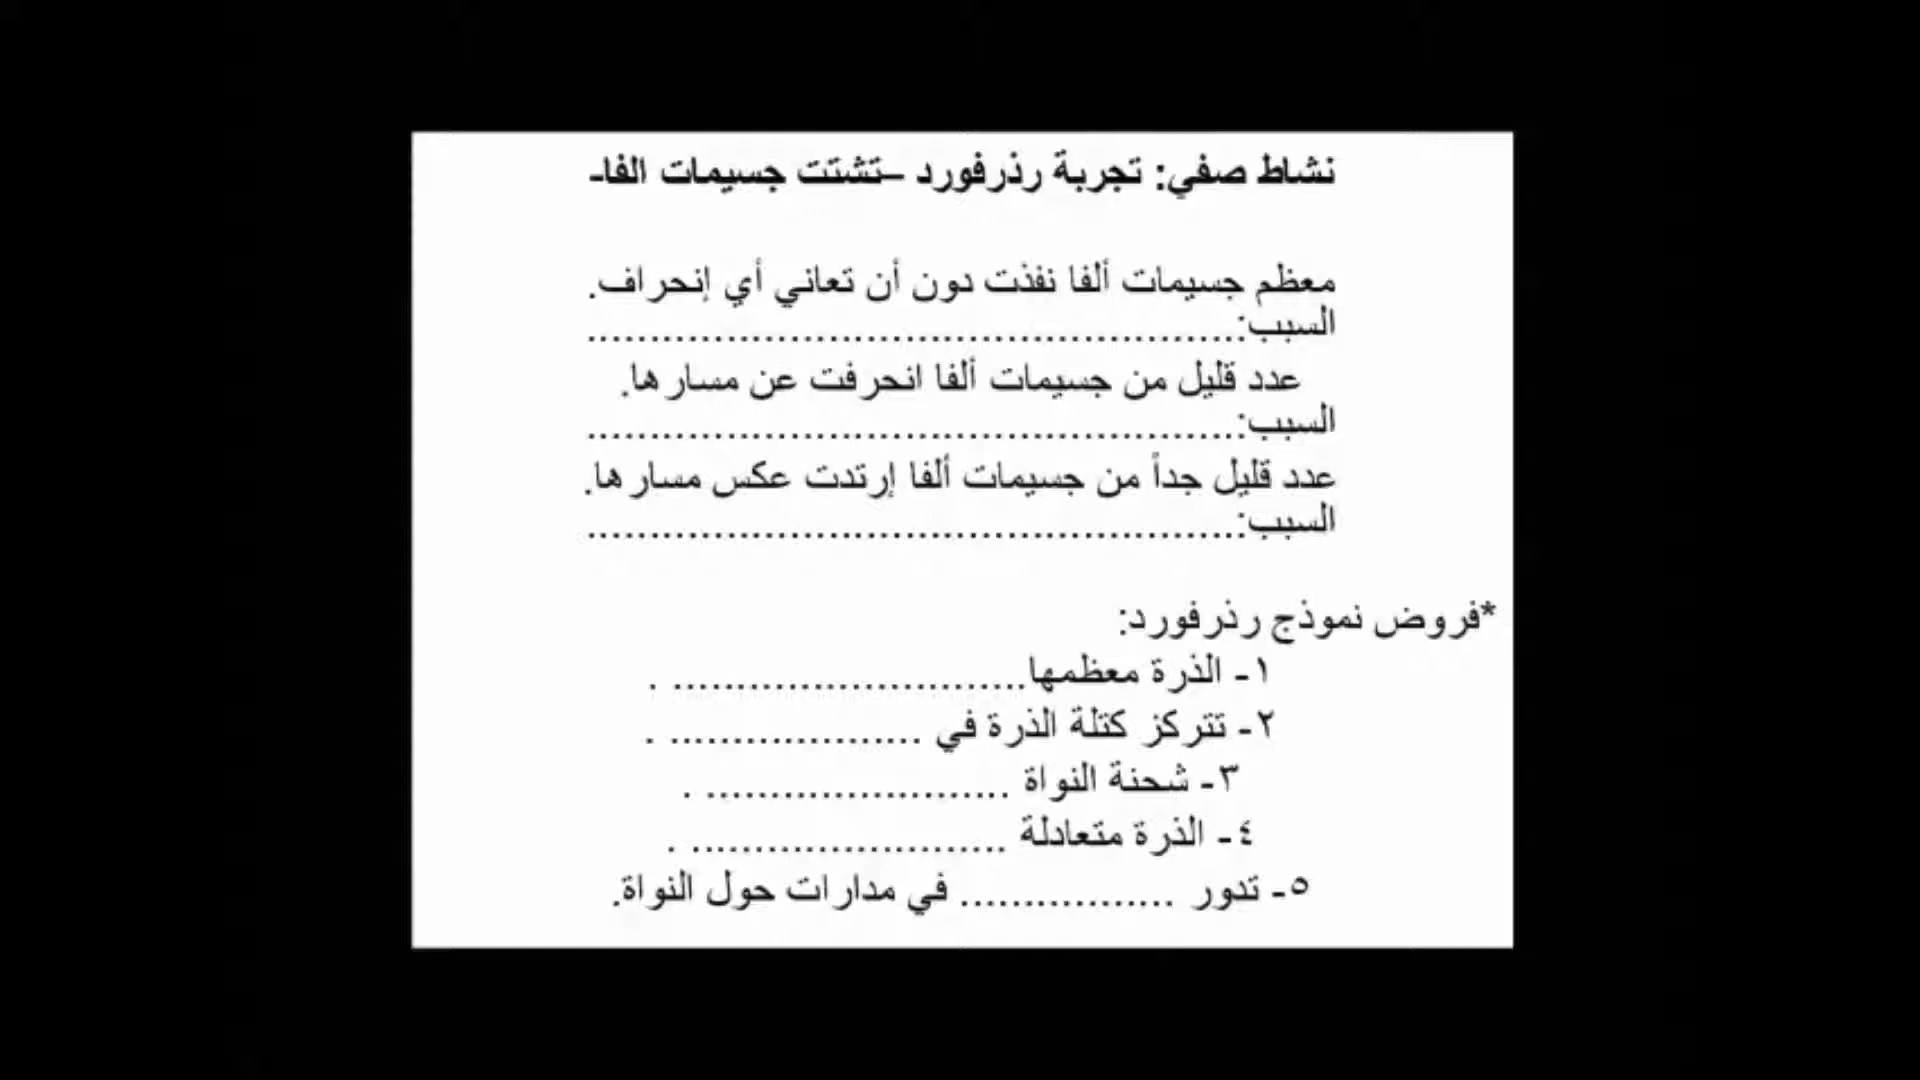 نشاط صفي: تجربة رذرفورد –تشتت جسيمات الفا-
معظم جسيمات ألفا نفذت دون أن تعاني أي إنحراف.
السبب:....................................................
عدد قليل من جسيمات ألفا انحرفت عن مسارها.
السبب:....................................................
عدد قليل جداً من جسيمات ألفا إرتدت عكس مسارها.
السبب:....................................................
*فروض نموذج رذرفورد:
١- الذرة معظمها............................ .
٢- تتركز كتلة الذرة في .................... .
٣- شحنة النواة ........................ .
٤- الذرة متعادلة ......................... .
٥- تدور ................. في مدارات حول النواة.